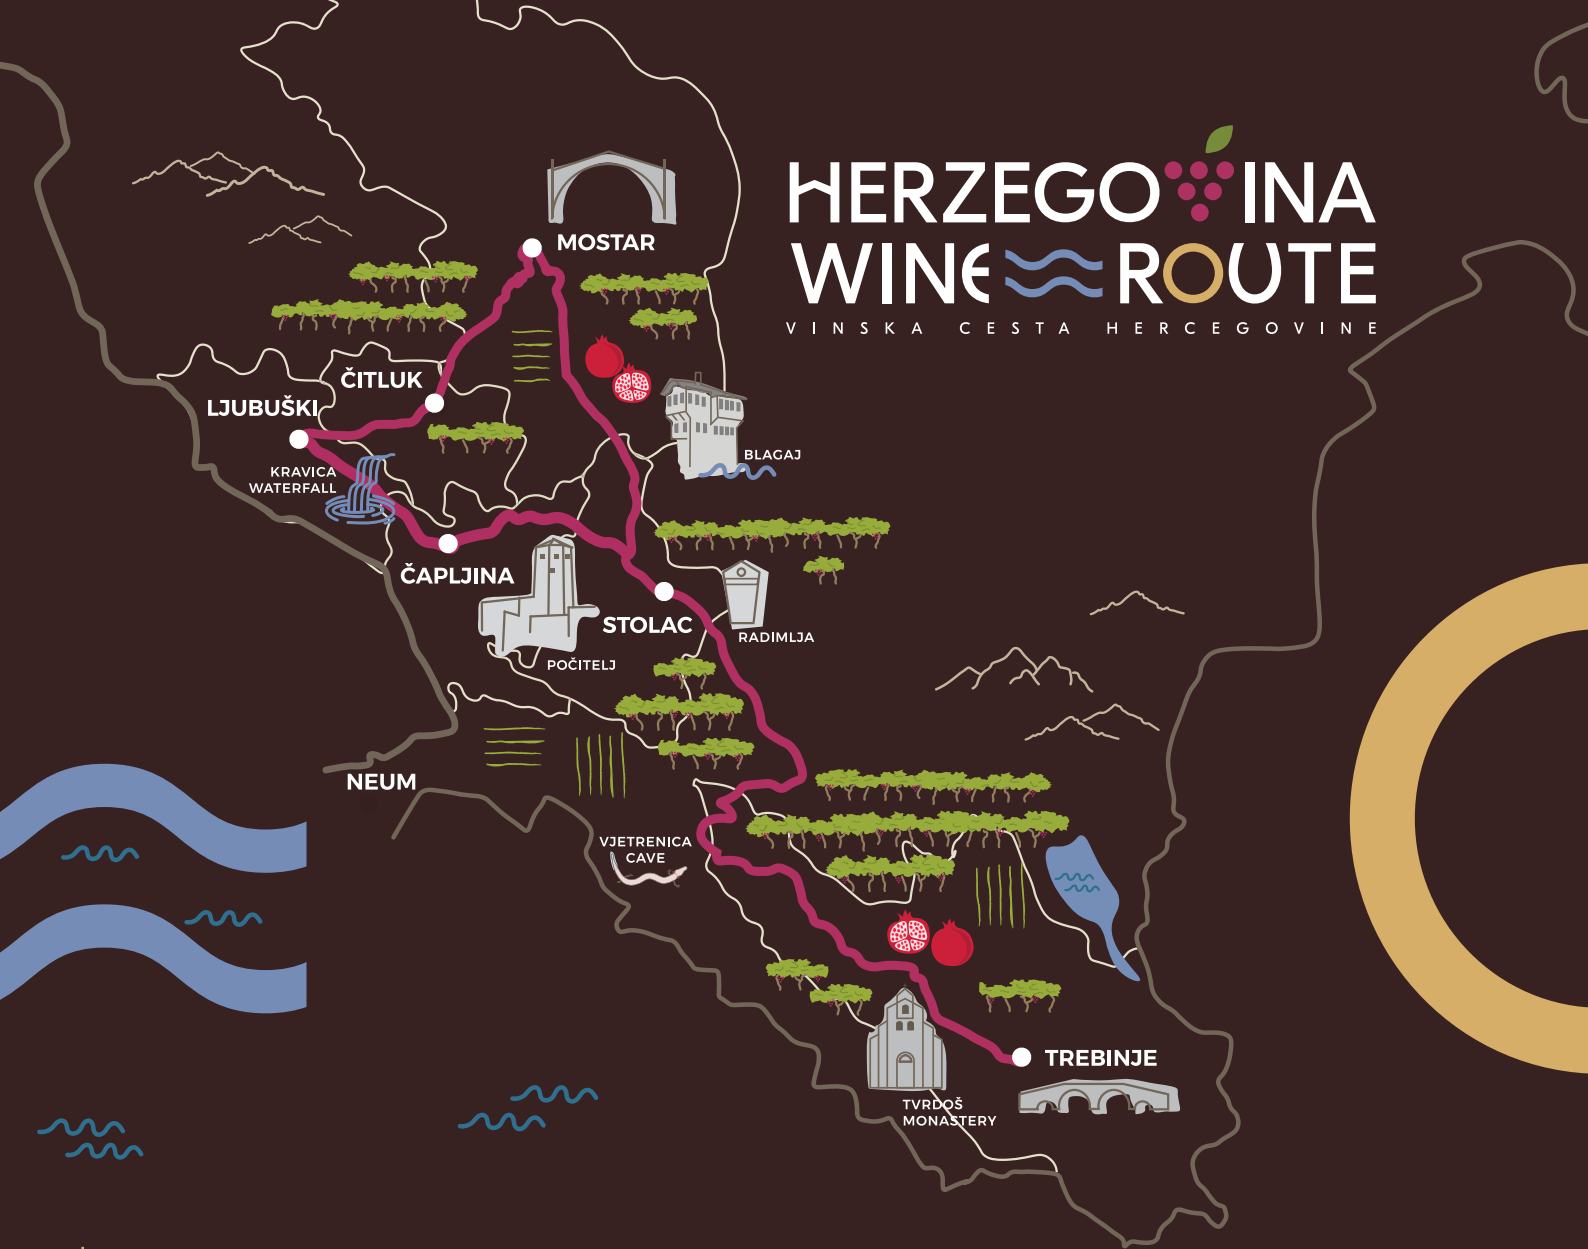 HERZEGOVINA
WINE ROUTE
VINSKA CESTA HERCEGOVINE
MOSTAR
ČITLUK
LJUBUŠKI
KRAVICA
WATERFALL
BLAGAJ
ČAPLJINA
STOLAC
RADIMLJA
POČITELJ
NEUM
VJETRENICA
CAVE
TREBINJE
TVRDOŠ
MONASTERY